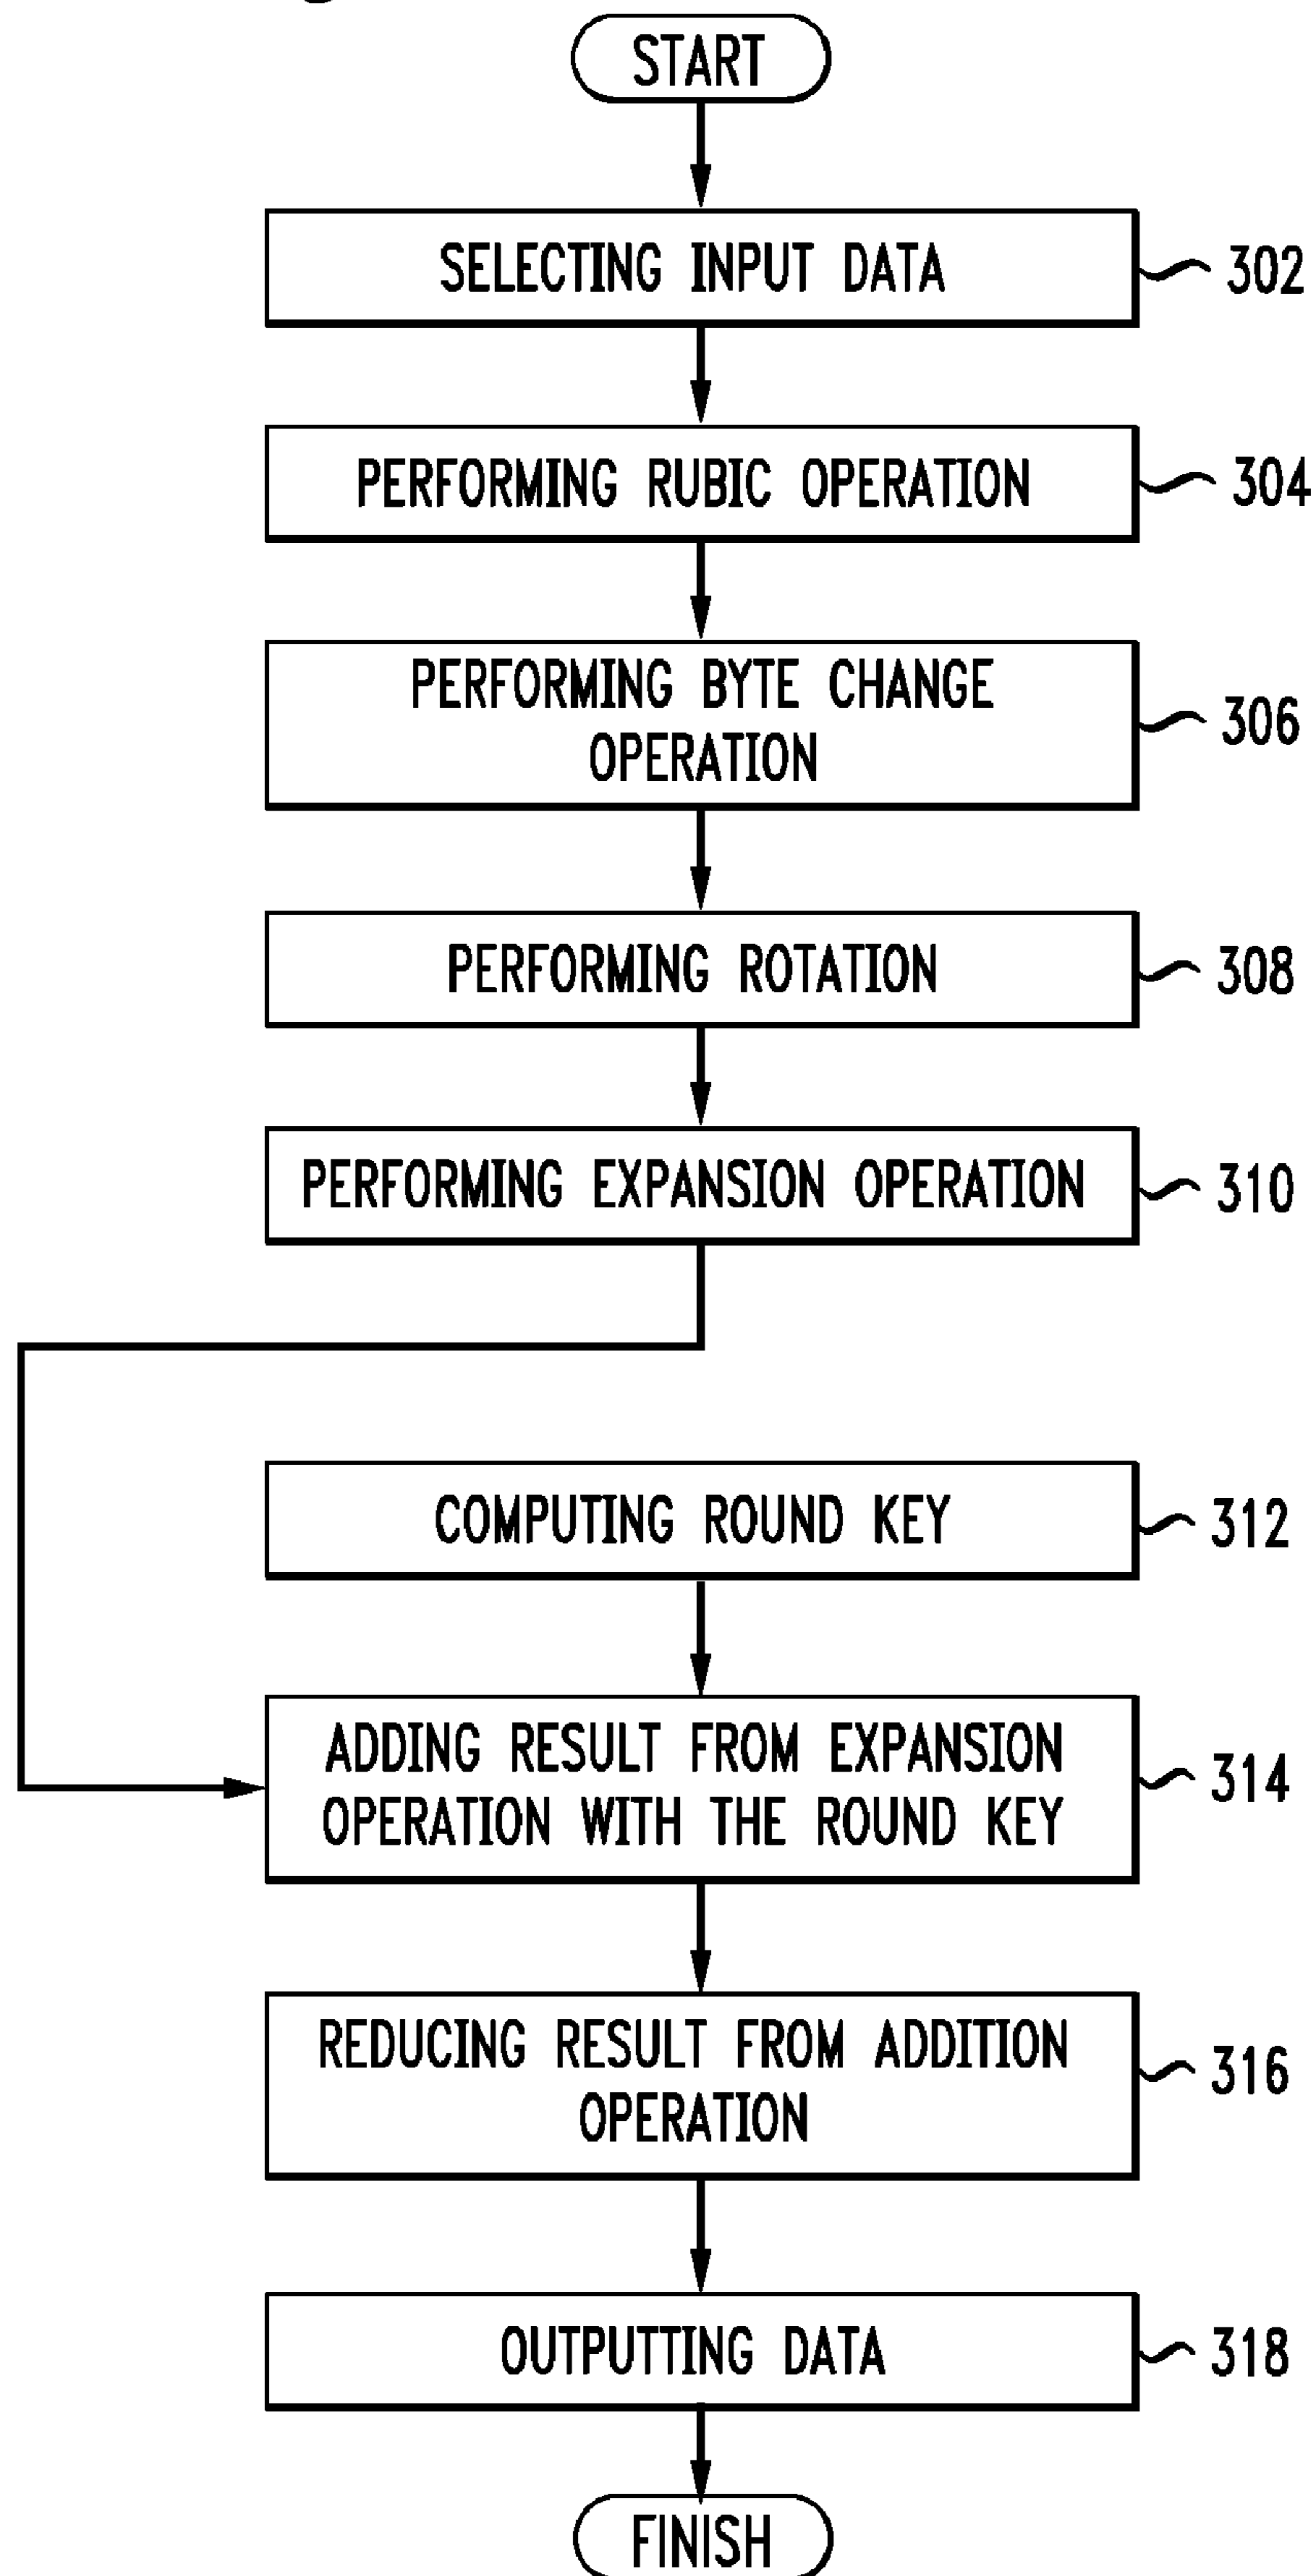 START
SELECTING INPUT DATA
302
PERFORMING RUBIC OPERATION
304
PERFORMING BYTE CHANGE
OPERATION
306
PERFORMING ROTATION
308
PERFORMING EXPANSION OPERATION
310
COMPUTING ROUND KEY
312
ADDING RESULT FROM EXPANSION
OPERATION WITH THE ROUND KEY
314
REDUCING RESULT FROM ADDITION
OPERATION
316
OUTPUTTING DATA
318
FINISH